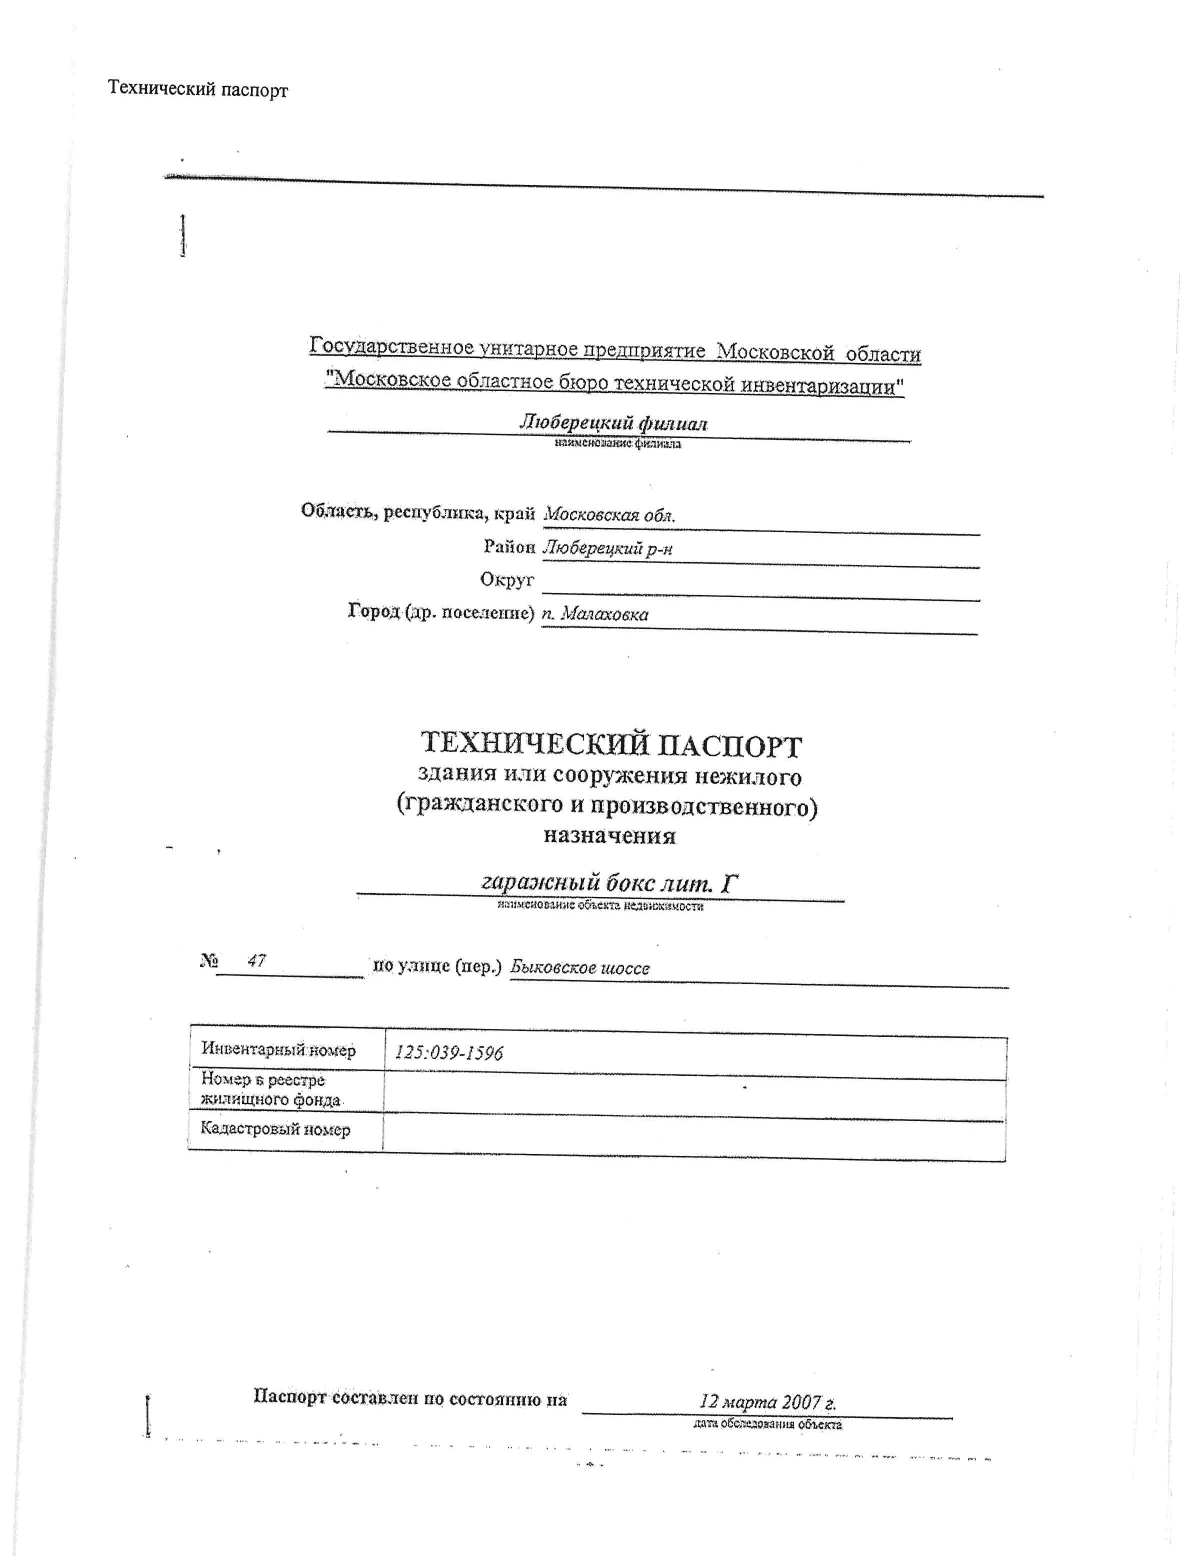 Технический паспорт
Государственное унитарное предприятие Московской области
"Московское областное бюро технической инвентаризации"
Люберецкий филиал
наименование филиала
Область, республика, край Московская обл.
Район Люберецкий р-н
Округ
Город (др. поселение) п. Малаховка
ТЕХНИЧЕСКИЙ ПАСПОРТ
здания или сооружения нежилого
(гражданского и производственного)
назначения
гаражный бокс лит. Г
наименование объекта недвижимости
№ 47 по улице (пер.) Быковское шоссе
Инвентарный номер 125:039-1596
Номер в реестре
жилищного фонда
Кадастровый номер
Паспорт составлен по состоянию на 12 марта 2007 г.
дата обследования объекта